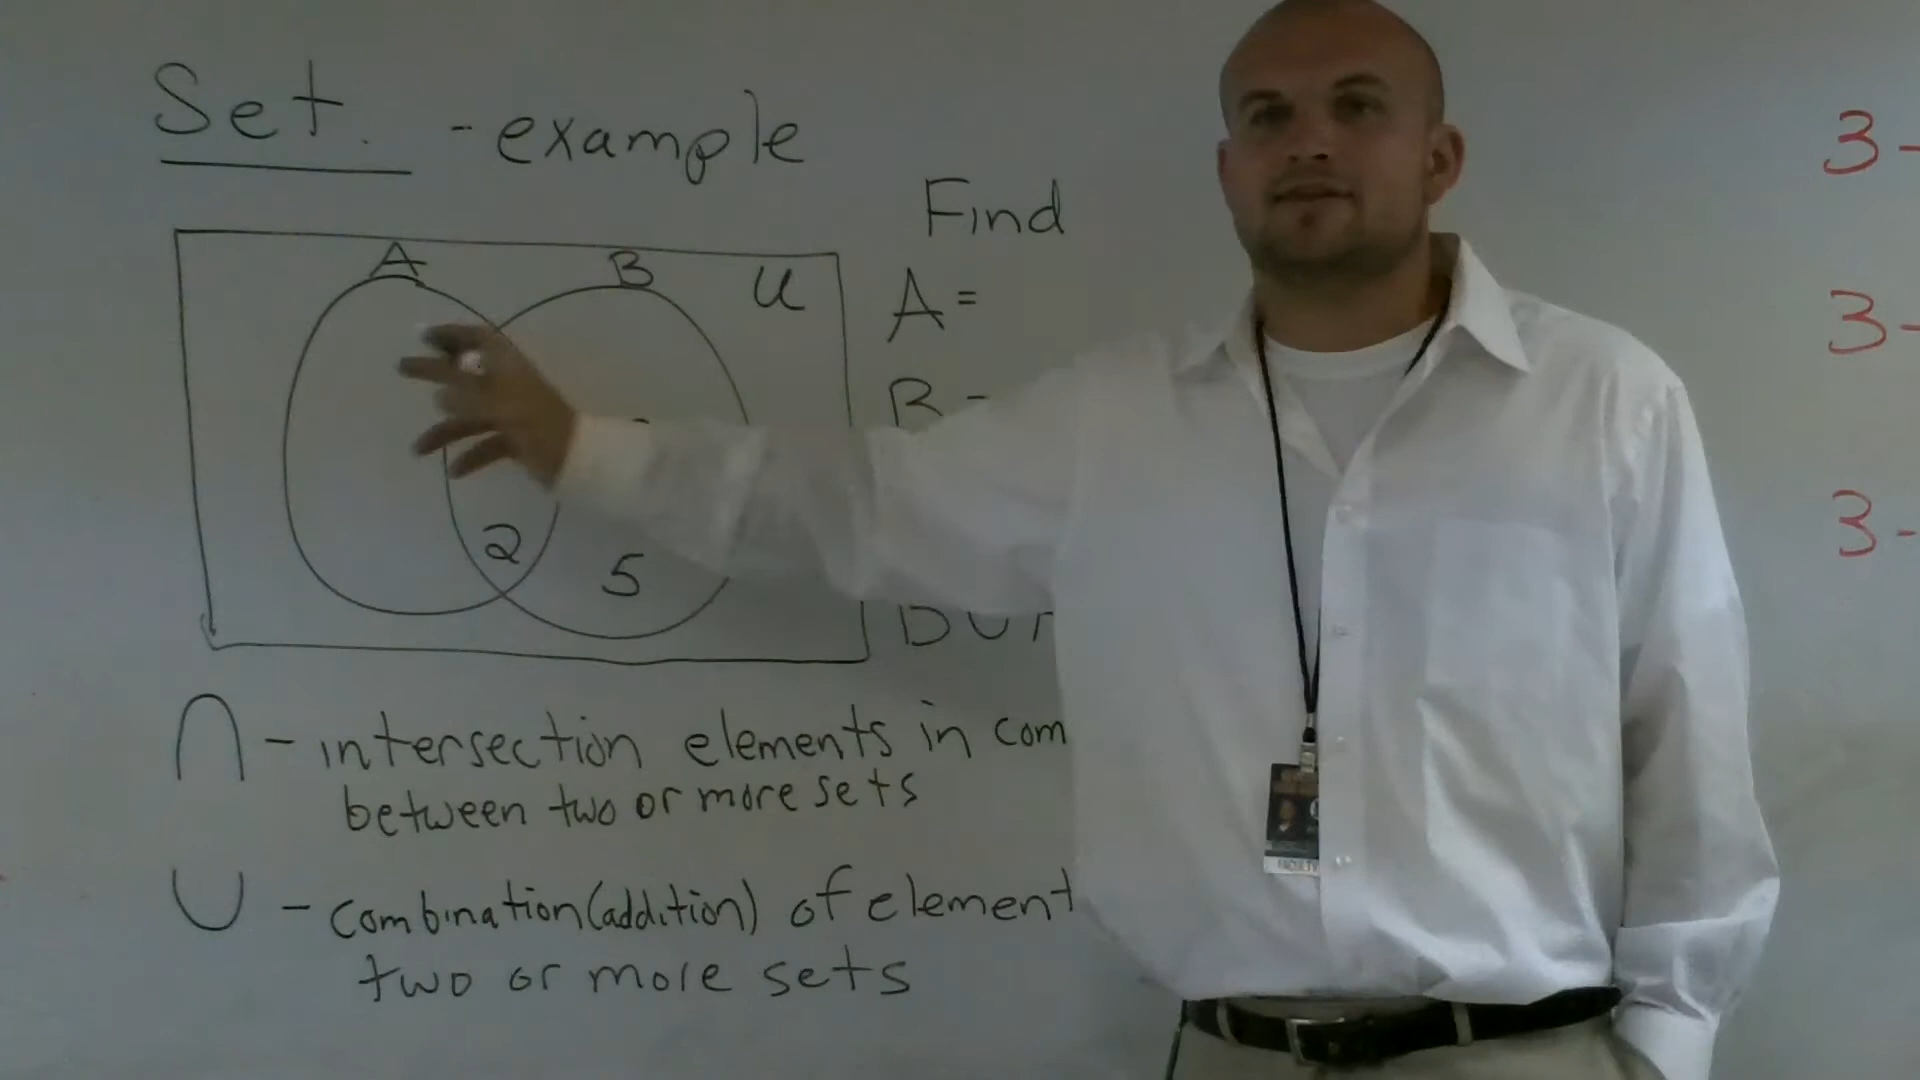 Set. - example
Find
A B U
A =
B -
2
5
∩ - intersection elements in com
between two or more sets
U - combination(addition) of element
two or more sets
3 -
3 -
3 -
FACULTY